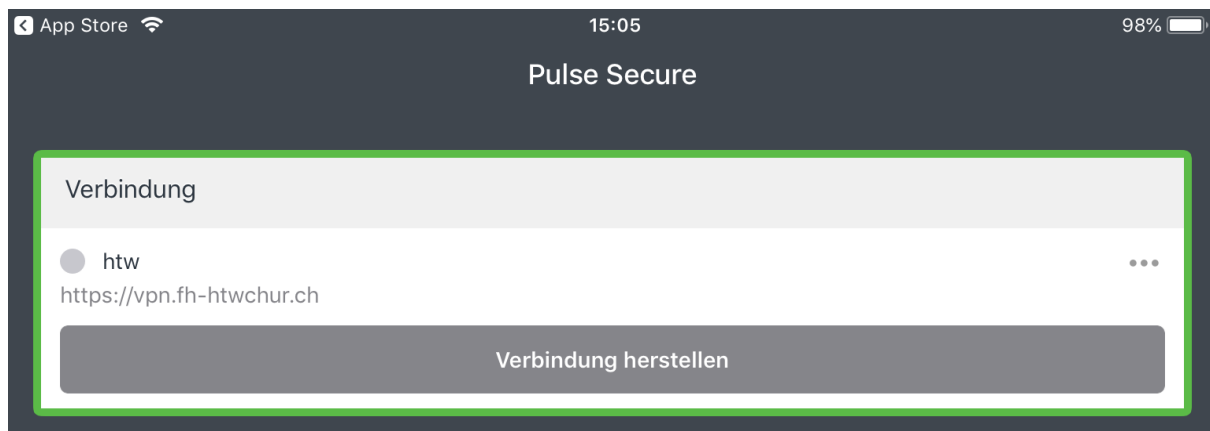 App Store 15:05 98%
Pulse Secure
Verbindung
htw
https://vpn.fh-htwchur.ch
Verbindung herstellen